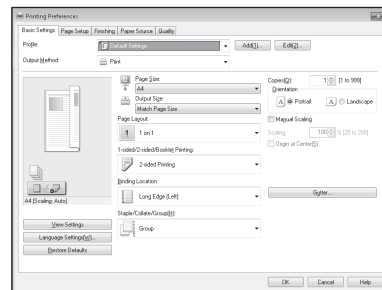 Printing Preferences
Basic Settings Page Setup Finishing Paper Source Quality
Profile: Default Settings Add(1)... Edit(2)...
Output Method: Print
Page Size:
A4
Output Size:
Match Page Size
Copies(Q): 1 [1 to 999]
Orientation
A Portrait A Landscape
Page Layout
1 1 on 1
Manual Scaling
Scaling: 100 % [25 to 200]
Origin at Center(5)
1-sided/2-sided/Booklet Printing:
2-sided Printing
Binding Location:
Long Edge [Left]
Gutter...
A4 [Scaling: Auto]
Staple/Collate/Group(H):
Group
View Settings
Language Settings(W)...
Restore Defaults
OK Cancel Help